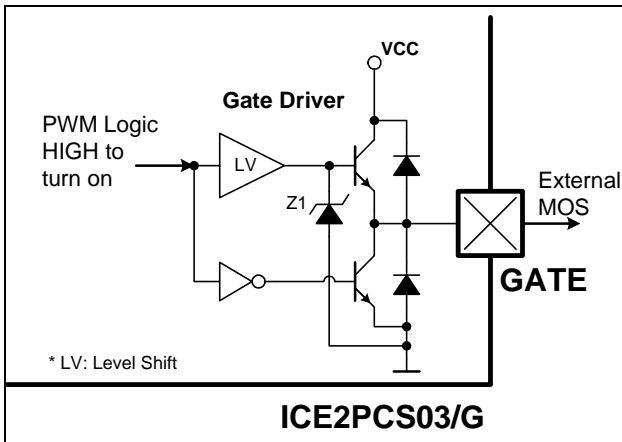 VCC
Gate Driver
PWM Logic
HIGH to
turn on
LV
Z1
External
MOS
GATE
* LV: Level Shift
ICE2PCS03/G